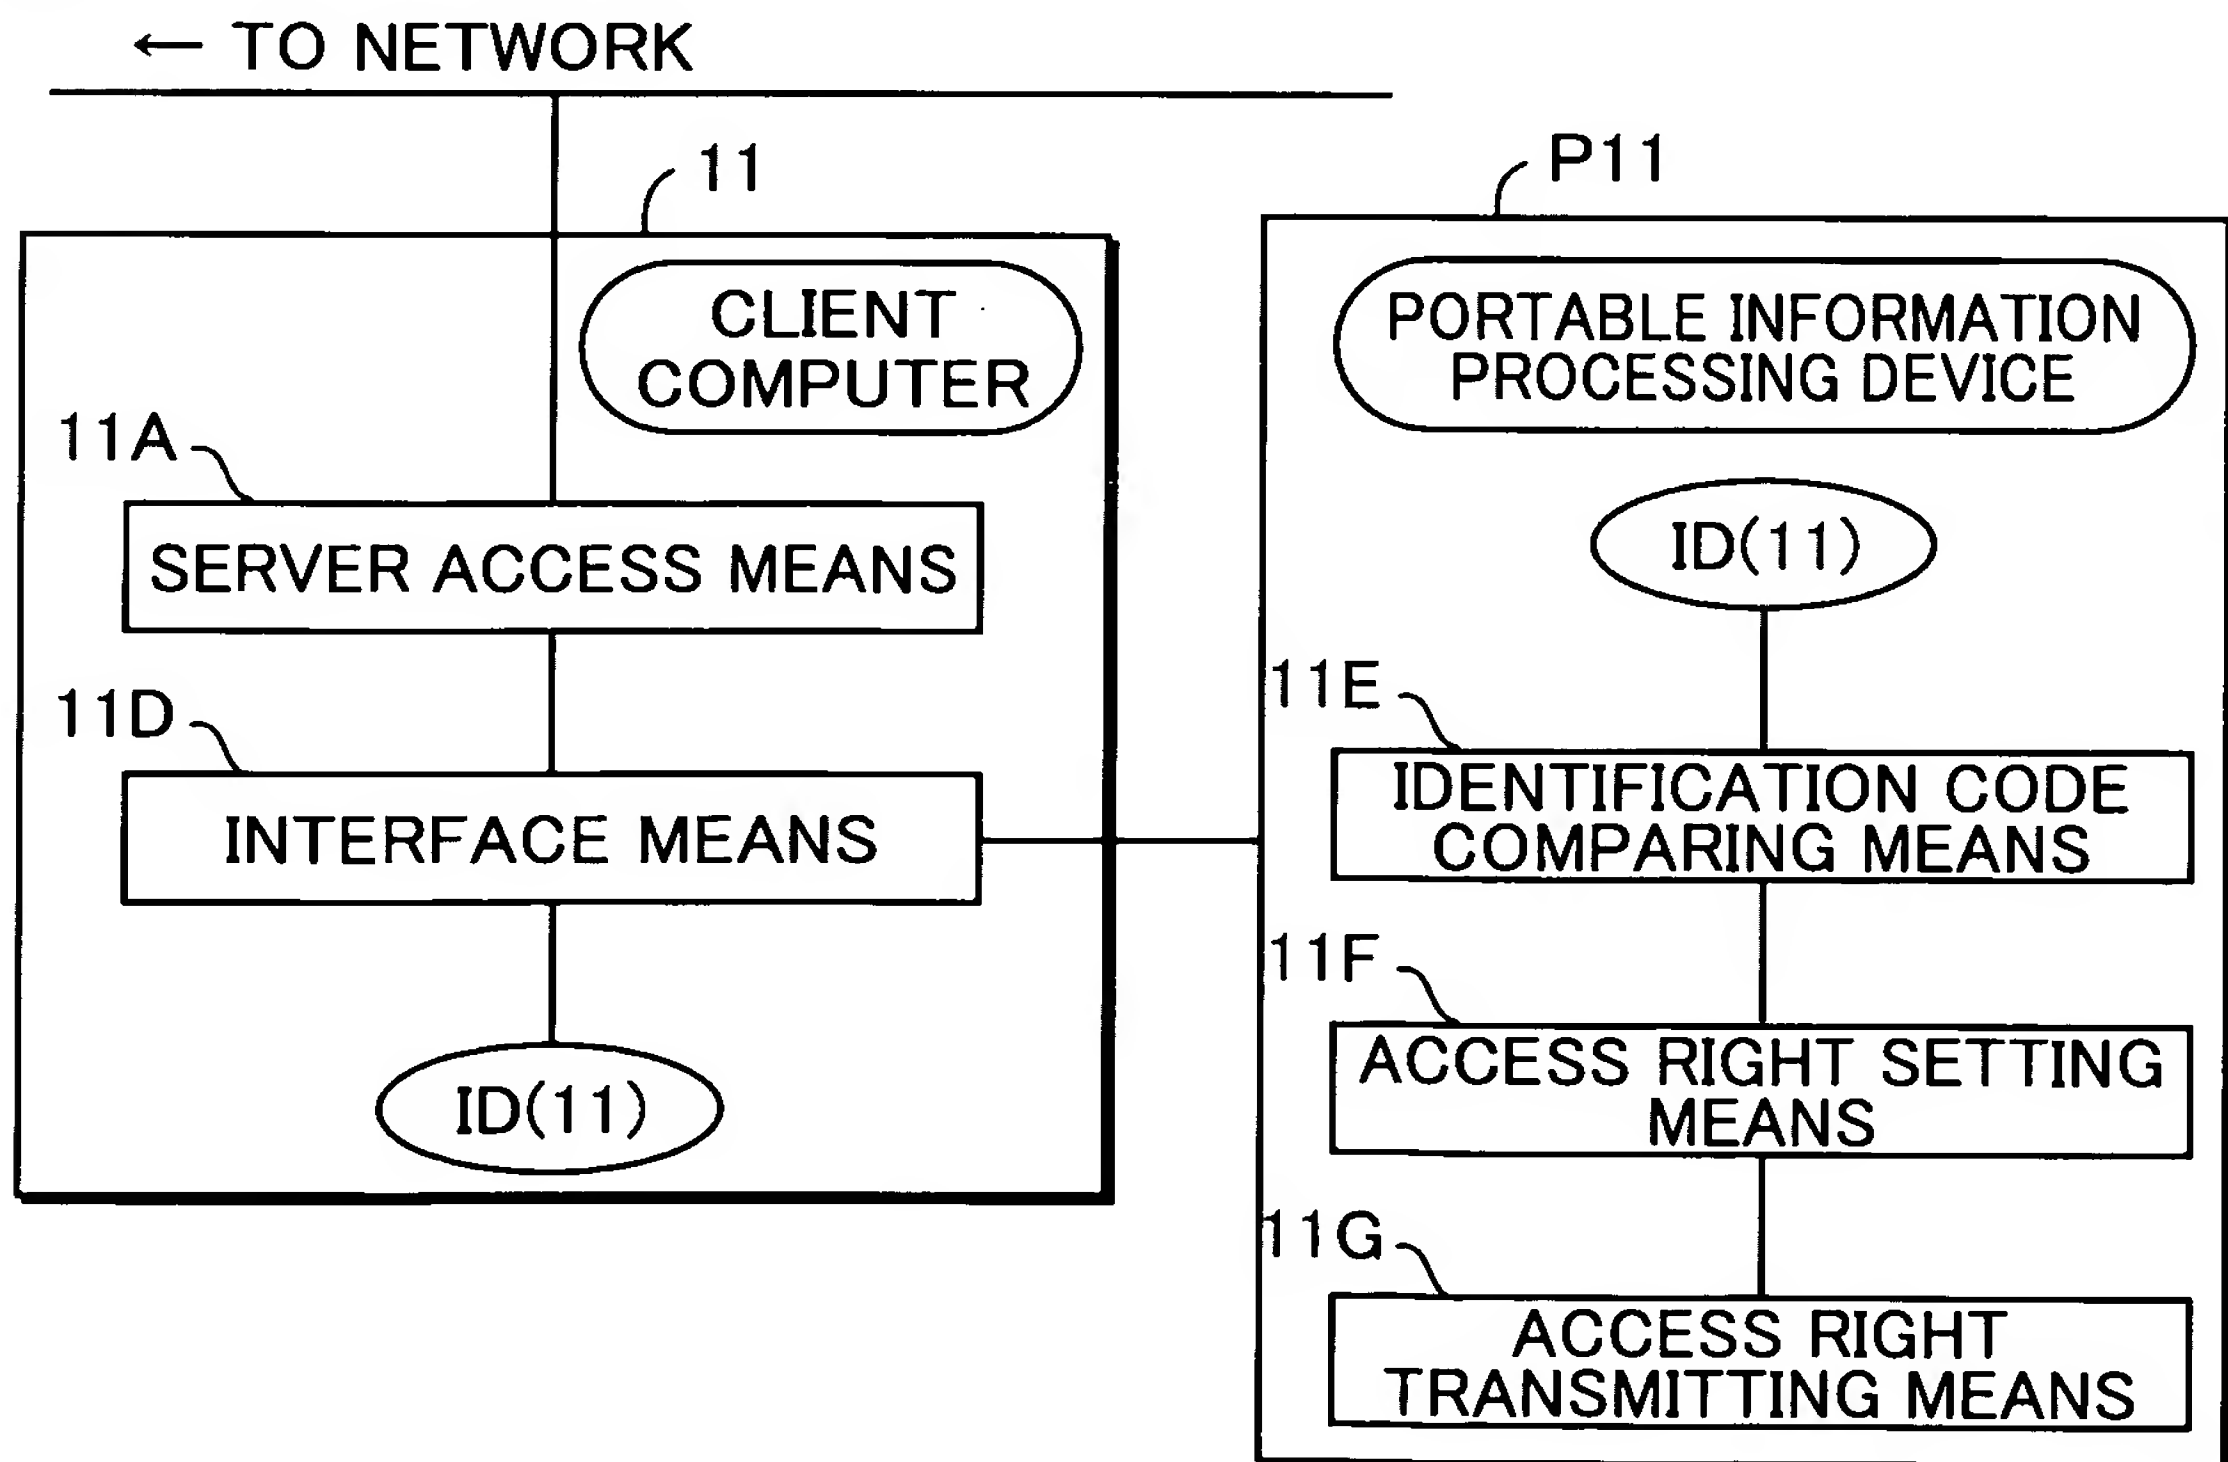 ← TO NETWORK
11
CLIENT
COMPUTER
11A
SERVER ACCESS MEANS
11D
INTERFACE MEANS
ID(11)
P11
PORTABLE INFORMATION
PROCESSING DEVICE
ID(11)
11E
IDENTIFICATION CODE
COMPARING MEANS
11F
ACCESS RIGHT SETTING
MEANS
11G
ACCESS RIGHT
TRANSMITTING MEANS